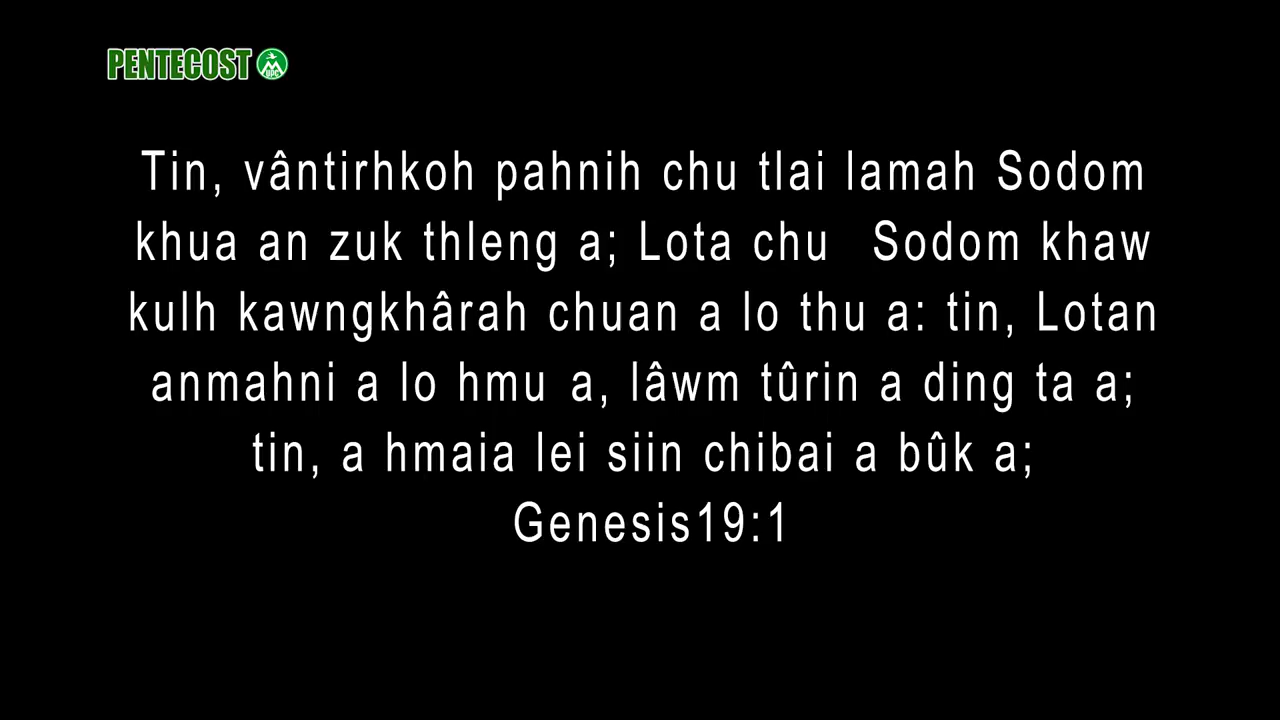 PENTECOST UPC
Tin, vântirhkoh pahnih chu tlai lamah Sodom
khua an zuk thleng a; Lota chu Sodom khaw
kulh kawngkhârah chuan a lo thu a: tin, Lotan
anmahni a lo hmu a, lâwm tûrin a ding ta a;
tin, a hmaia lei siin chibai a bûk a;
Genesis19:1